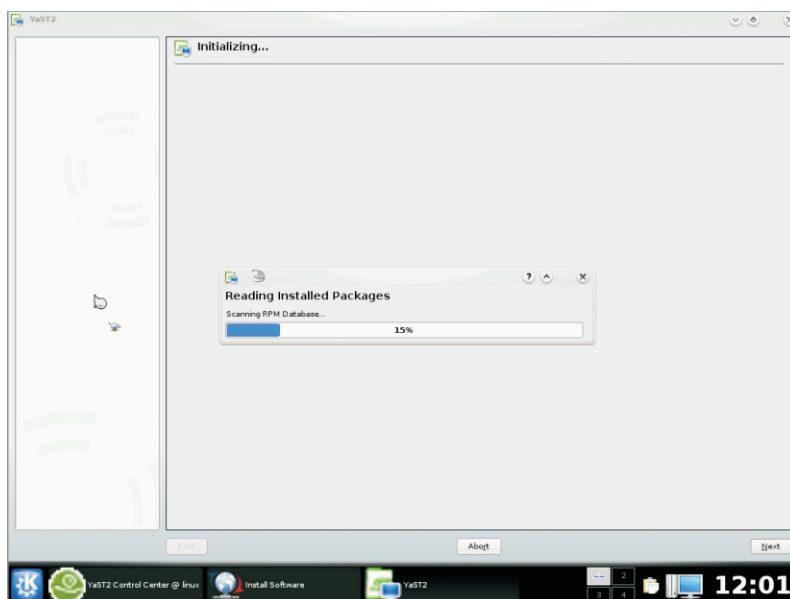 YaST2
Initializing...
Reading Installed Packages
Scanning RPM Database...
15%
Back
Abort
Next
YaST2 Control Center @ linux
Install Software
YaST2
2
3 4
12:01